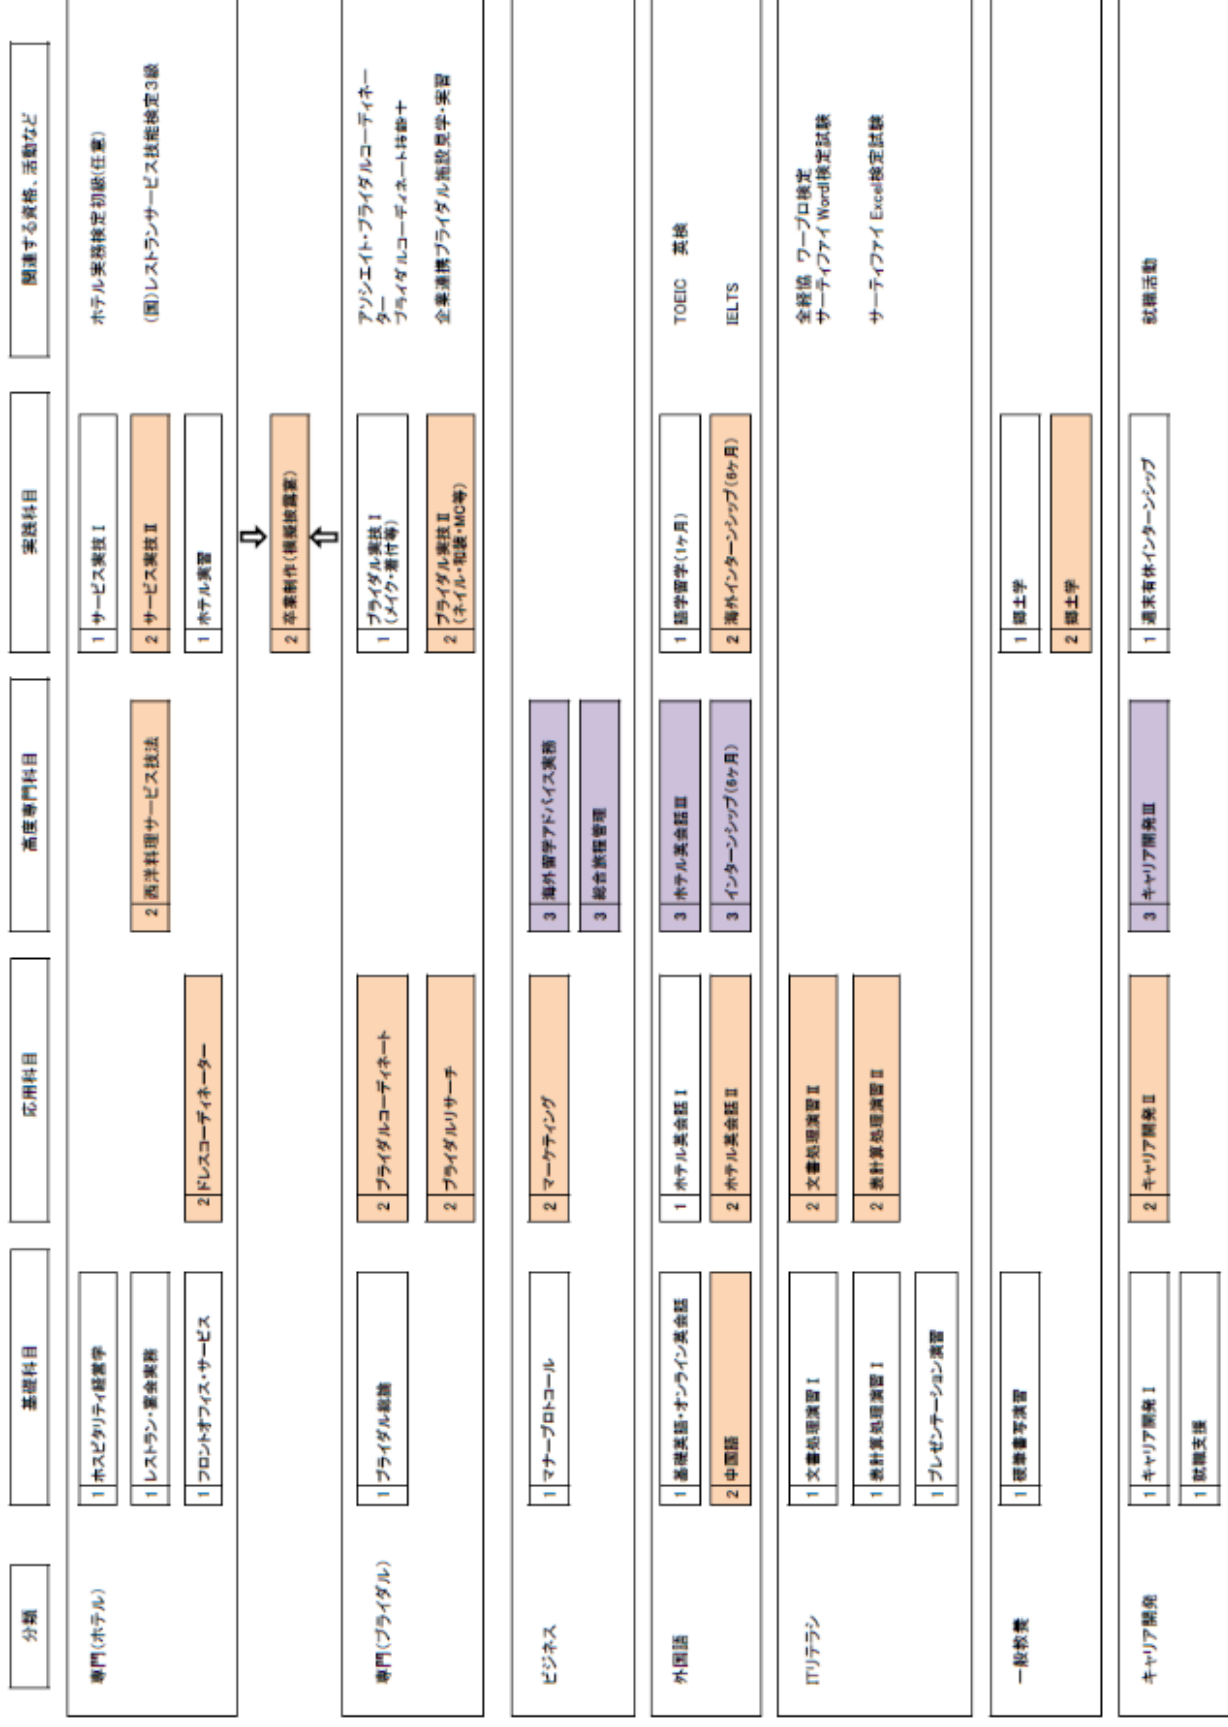 分類
基礎科目
応用科目
高度専門科目
実践科目
関連する資格、活動など
専門(ホテル)
1 ホスピタリティ経営学
1 サービス実技 I
ホテル実務検定初級(任意)
1 レストラン・宴会実務
2 西洋料理サービス技法
2 サービス実技 II
(国)レストランサービス技能検定3級
1 フロントオフィス・サービス
2 ドレスコーディネーター
1 ホテル実習
⇨
2 卒業制作(模擬披露宴)
⇦
専門(ブライダル)
1 ブライダル総論
2 ブライダルコーディネート
1 ブライダル実技 I
(メイク・着付等)
アソシエイト・ブライダルコーディネー
ター
ブライダルコーディネート技能士
2 ブライダルリサーチ
2 ブライダル実技 II
(ネイル・和装・MC等)
企業連携ブライダル施設見学・実習
ビジネス
1 マナープロトコール
2 マーケティング
3 海外留学アドバイス実務
3 総合旅程管理
外国語
1 基礎英語・オンライン英会話
1 ホテル英会話 I
3 ホテル英会話 III
1 語学留学(1ヶ月)
TOEIC 英検
2 中国語
2 ホテル英会話 II
3 インターンシップ(6ヶ月)
2 海外インターンシップ(6ヶ月)
IELTS
ITリテラシ
1 文書処理演習 I
2 文書処理演習 II
全経協 ワープロ検定
サーティファイ Word検定試験
1 表計算処理演習 I
2 表計算処理演習 II
サーティファイ Excel検定試験
1 プレゼンテーション演習
一般教養
1 硬筆書写演習
1 郷土学
2 郷土学
キャリア開発
1 キャリア開発 I
2 キャリア開発 II
3 キャリア開発 III
1 週末有休インターンシップ
就職活動
1 就職支援